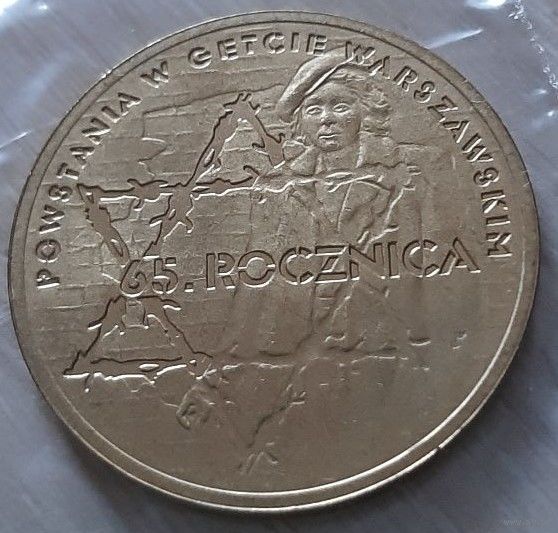 POWSTANIA W GETCIE WARSZAWSKIM
65. ROCZNICA